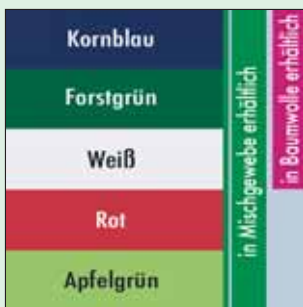 Kornblau
Forstgrün
Weiß
Rot
Apfelgrün
in Mischgewebe erhältlich
in Baumwolle erhältlich